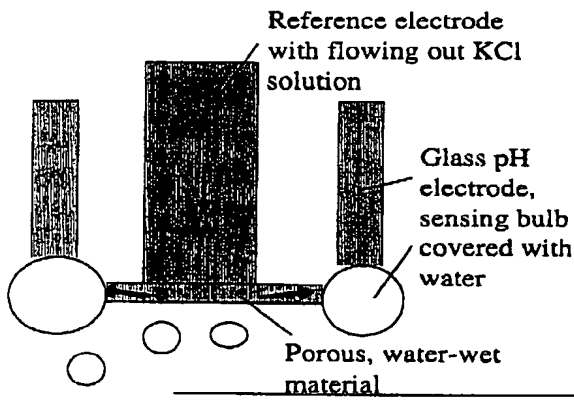 Reference electrode
with flowing out KCl
solution
Glass pH
electrode,
sensing bulb
covered with
water
Porous, water-wet
material